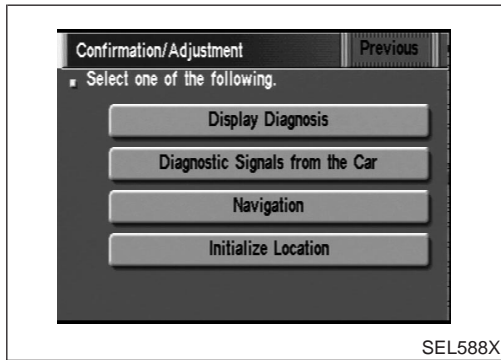 Confirmation/Adjustment Previous
Select one of the following.
Display Diagnosis
Diagnostic Signals from the Car
Navigation
Initialize Location
SEL588X